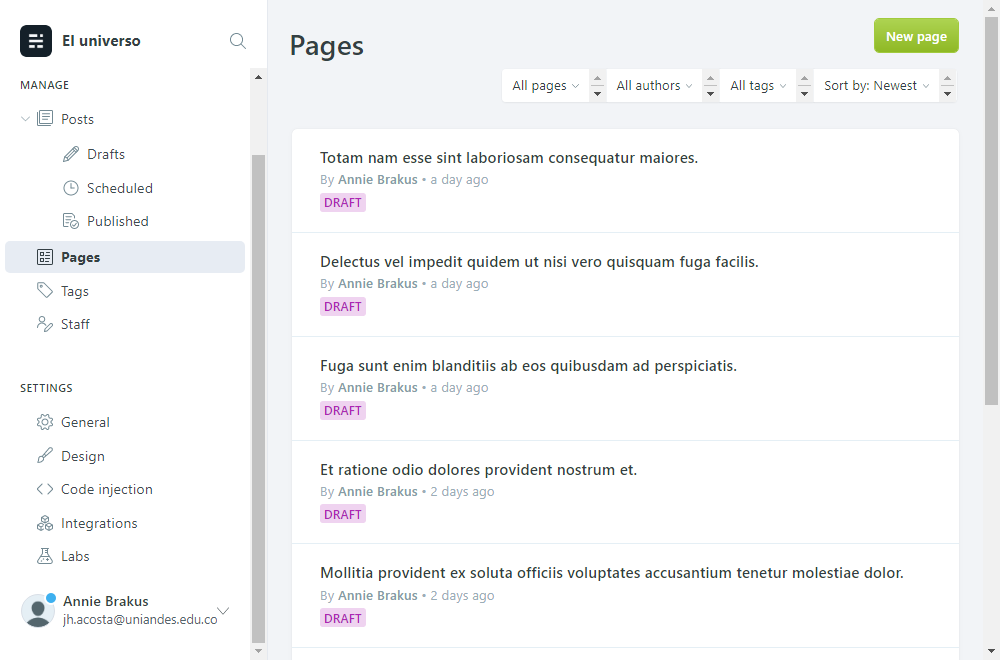 El universo
MANAGE
Posts
Drafts
Scheduled
Published
Pages
Tags
Staff
SETTINGS
General
Design
Code injection
Integrations
Labs
Annie Brakus
jh.acosta@uniandes.edu.co
Pages
New page
All pages
All authors
All tags
Sort by: Newest
Totam nam esse sint laboriosam consequatur maiores.
By Annie Brakus • a day ago
DRAFT
Delectus vel impedit quidem ut nisi vero quisquam fuga facilis.
By Annie Brakus • a day ago
DRAFT
Fuga sunt enim blanditiis ab eos quibusdam ad perspiciatis.
By Annie Brakus • a day ago
DRAFT
Et ratione odio dolores provident nostrum et.
By Annie Brakus • 2 days ago
DRAFT
Mollitia provident ex soluta officiis voluptates accusantium tenetur molestiae dolor.
By Annie Brakus • 2 days ago
DRAFT